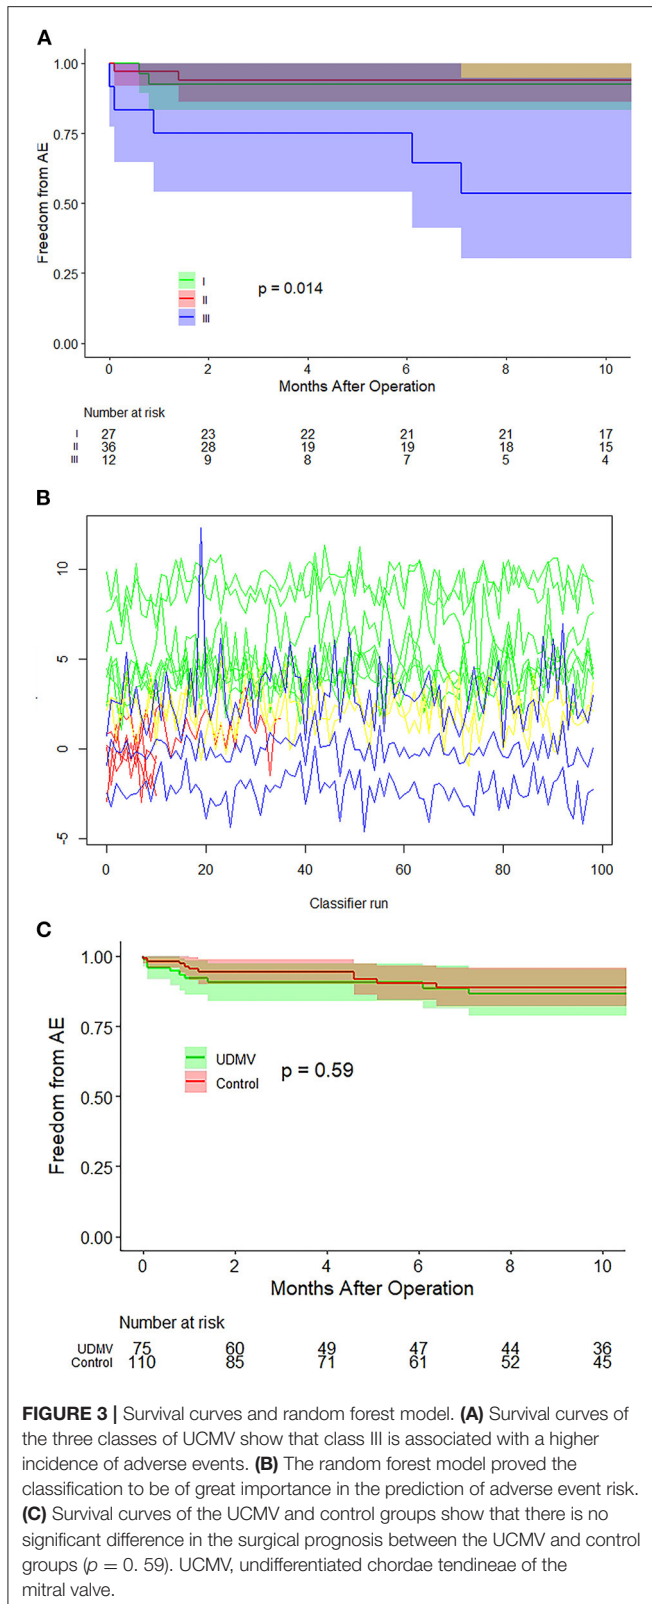 A
1.00
0.75
0.50
0.25
0.00
Freedom from AE
I
II
III
p = 0.014
0 2 4 6 8 10
Months After Operation
Number at risk
I 27 23 22 21 21 17
II 36 28 19 19 18 15
III 12 9 8 7 5 4
B
10
5
0
-5
0 20 40 60 80 100
Classifier run
C
1.00
0.75
0.50
0.25
0.00
Freedom from AE
UDMV
Control
p = 0.59
0 2 4 6 8 10
Months After Operation
Number at risk
UDMV 75 60 49 47 44 36
Control 110 85 71 61 52 45
FIGURE 3 | Survival curves and random forest model. (A) Survival curves of
the three classes of UCMV show that class III is associated with a higher
incidence of adverse events. (B) The random forest model proved the
classification to be of great importance in the prediction of adverse event risk.
(C) Survival curves of the UCMV and control groups show that there is no
significant difference in the surgical prognosis between the UCMV and control
groups (p = 0. 59). UCMV, undifferentiated chordae tendineae of the
mitral valve.